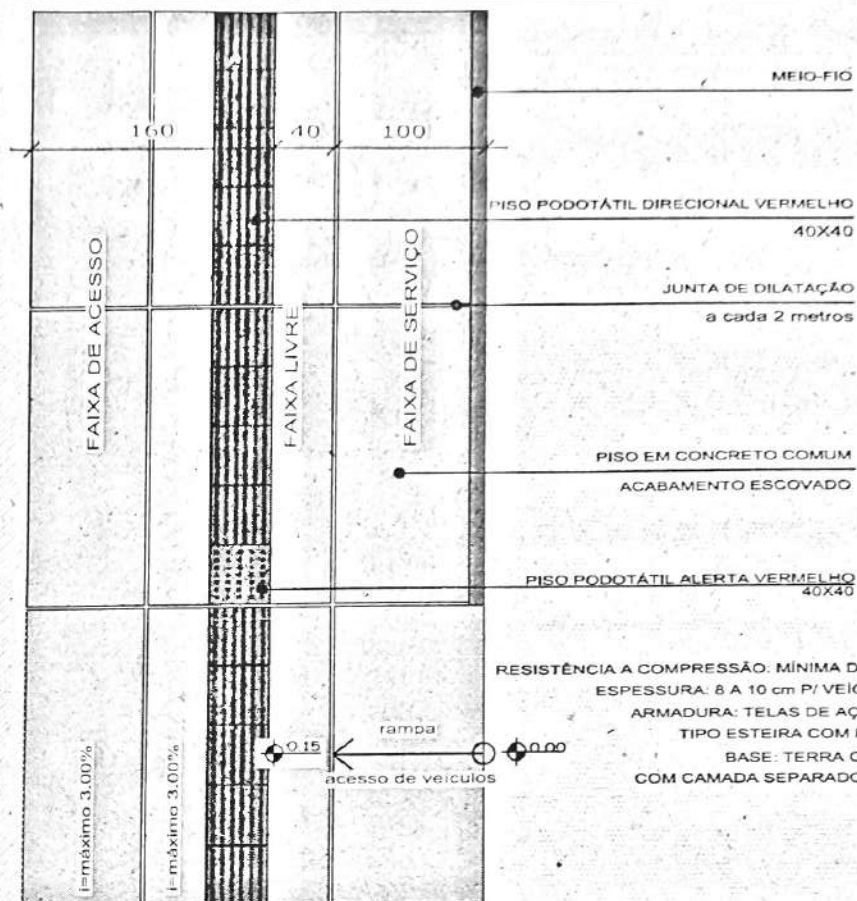 MEIO-FIO
160
40
100
PISO PODOTÁTIL DIRECIONAL VERMELHO
40X40
FAIXA DE ACESSO
FAIXA LIVRE
FAIXA DE SERVIÇO
JUNTA DE DILATAÇÃO
a cada 2 metros
PISO EM CONCRETO COMUM
ACABAMENTO ESCOVADO
PISO PODOTÁTIL ALERTA VERMELHO
40X40
RESISTÊNCIA A COMPRESSÃO: MÍNIMA D
ESPESSURA: 8 A 10 cm P/ VEÍC
ARMADURA: TELAS DE AÇ
TIPO ESTEIRA COM
BASE: TERRA C
COM CAMADA SEPARADO
rampa
0.15
0.00
acesso de veículos
i=máximo 3.00%
i=máximo 3.00%